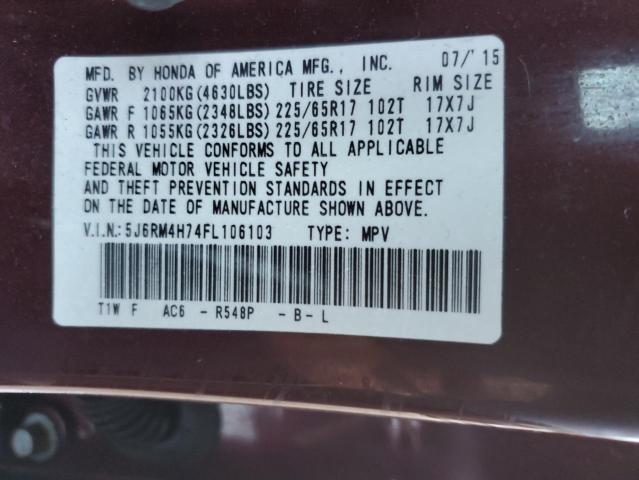 MFD. BY HONDA OF AMERICA MFG., INC. 07/'15
GVWR 2100KG(4630LBS) TIRE SIZE RIM SIZE
GAWR F 1065KG(2348LBS) 225/65R17 102T 17X7J
GAWR R 1055KG(2326LBS) 225/65R17 102T 17X7J
THIS VEHICLE CONFORMS TO ALL APPLICABLE
FEDERAL MOTOR VEHICLE SAFETY
AND THEFT PREVENTION STANDARDS IN EFFECT
ON THE DATE OF MANUFACTURE SHOWN ABOVE.
V.I.N.:5J6RM4H74FL106103 TYPE: MPV
T1W F AC6 - R548P - B - L